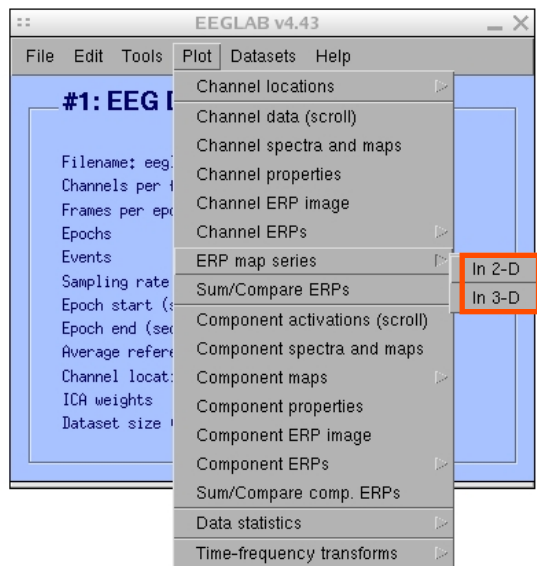 EEGLAB v4.43
File Edit Tools Plot Datasets Help
#1: EEG
Filename: eeg
Channels per
Frames per epo
Epochs
Events
Sampling rate
Epoch start (s
Epoch end (sec
Average refere
Channel locat
ICA weights
Dataset size
Channel locations
Channel data (scroll)
Channel spectra and maps
Channel properties
Channel ERP image
Channel ERPs
ERP map series
Sum/Compare ERPs
Component activations (scroll)
Component spectra and maps
Component maps
Component properties
Component ERP image
Component ERPs
Sum/Compare comp. ERPs
Data statistics
Time-frequency transforms
In 2-D
In 3-D